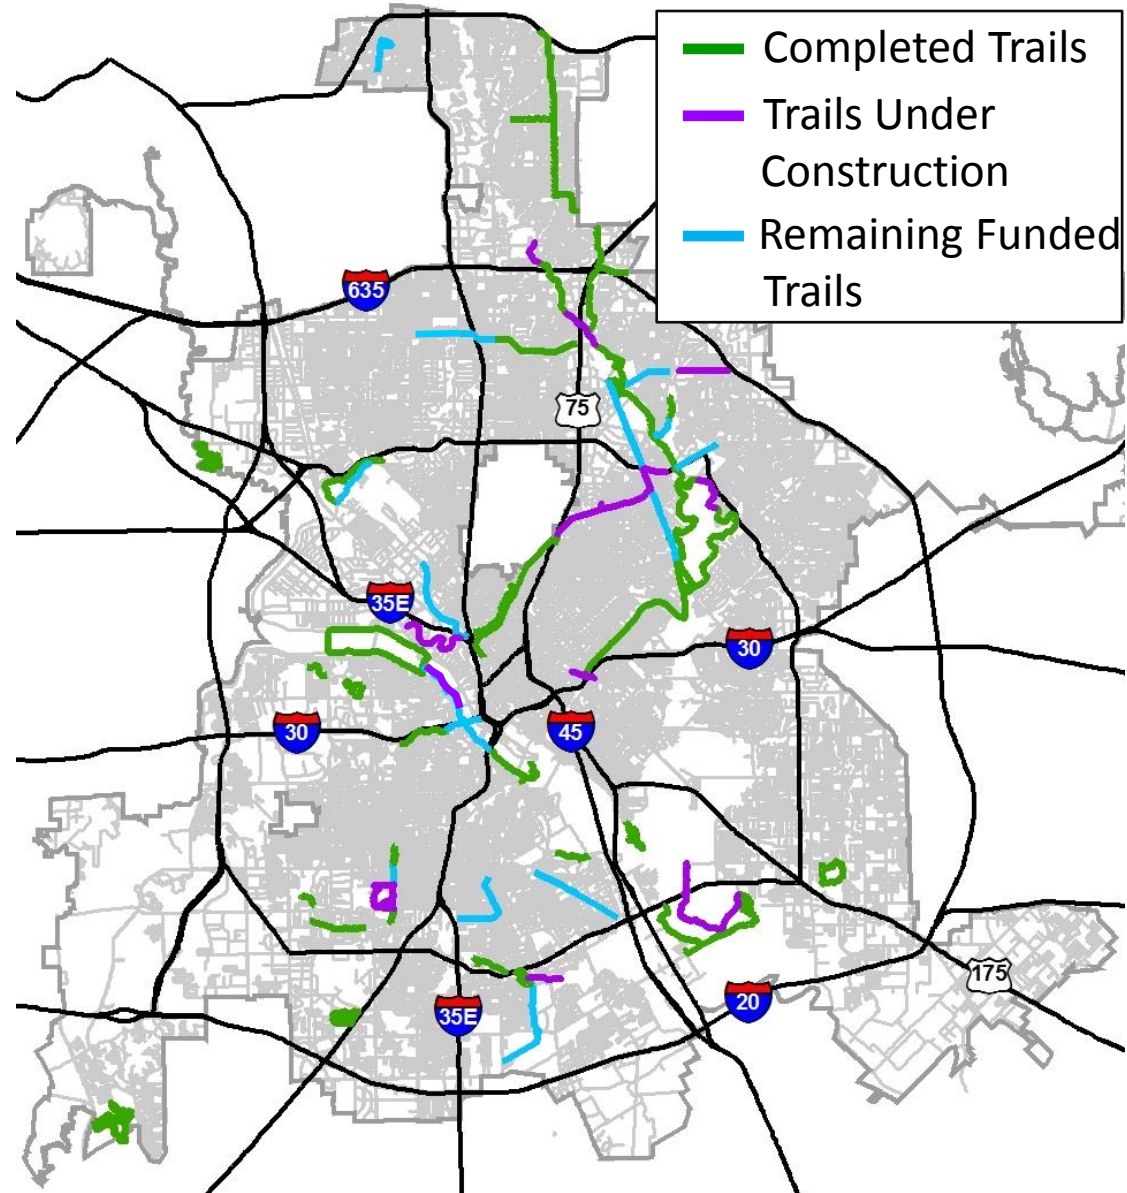 Completed Trails
Trails Under
Construction
Remaining Funded
Trails
635
75
35E
30
30
45
175
20
35E